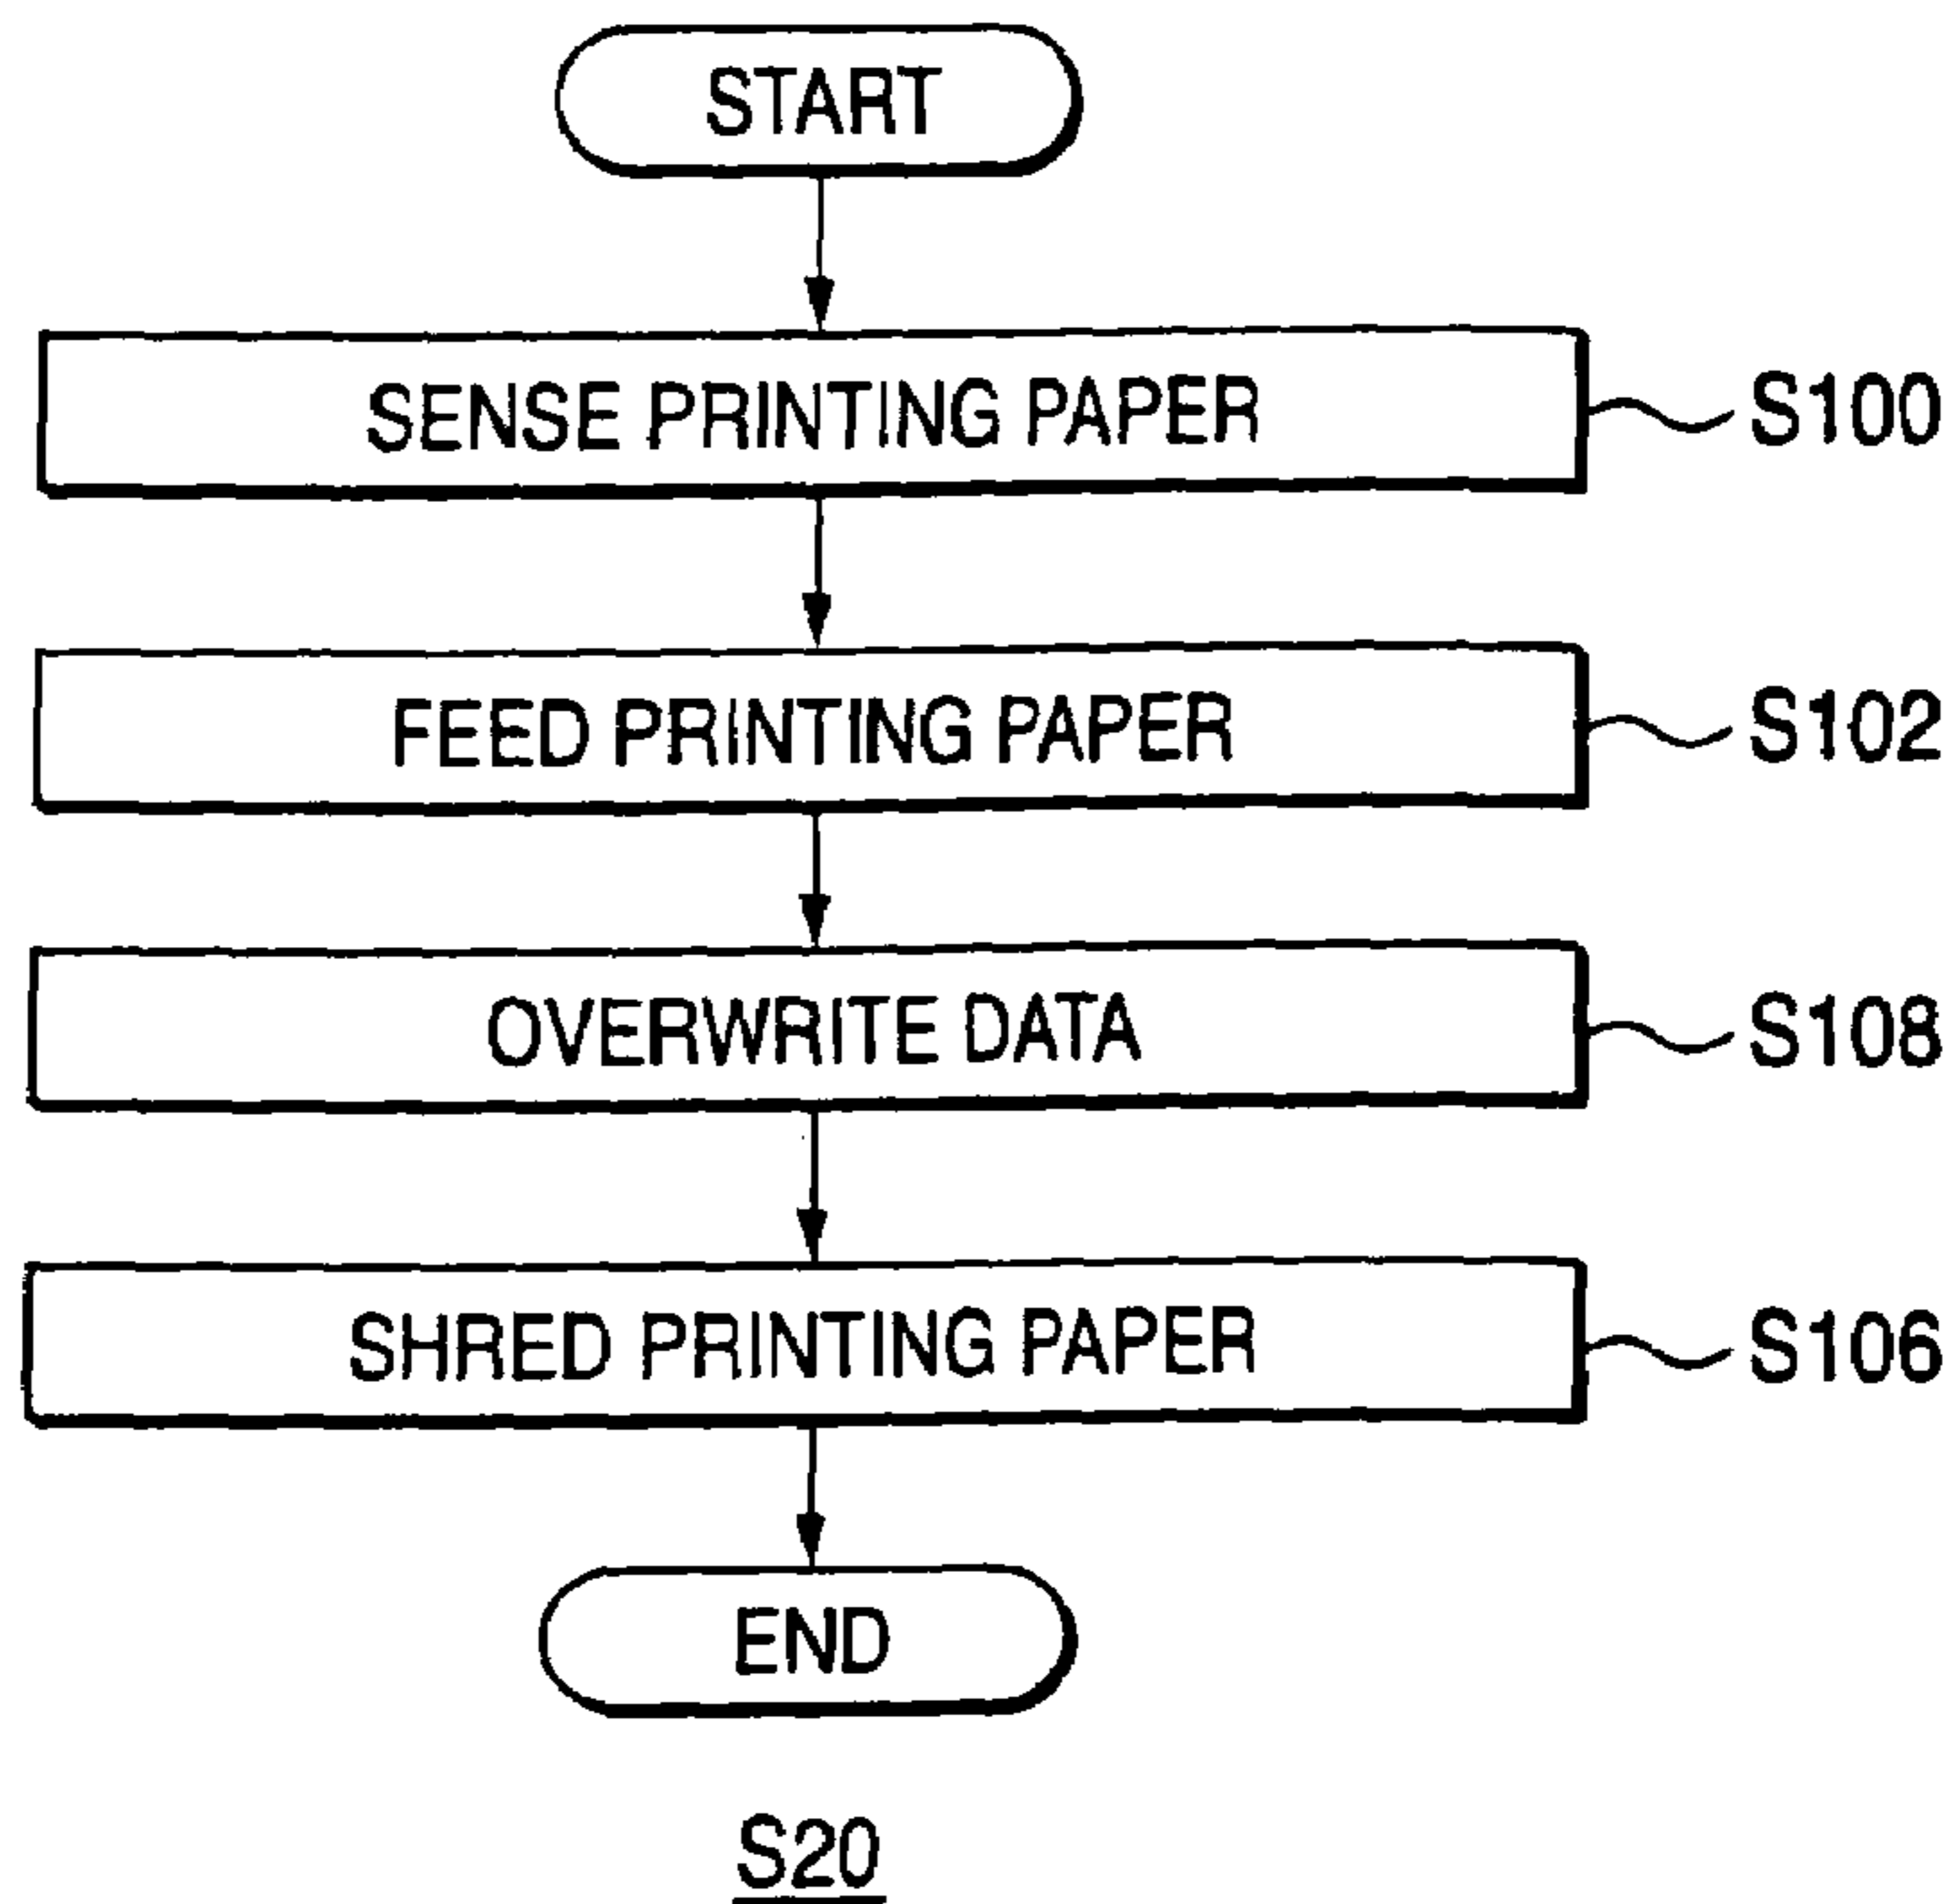 START
SENSE PRINTING PAPER S100
FEED PRINTING PAPER S102
OVERWRITE DATA S108
SHRED PRINTING PAPER S106
END
S20